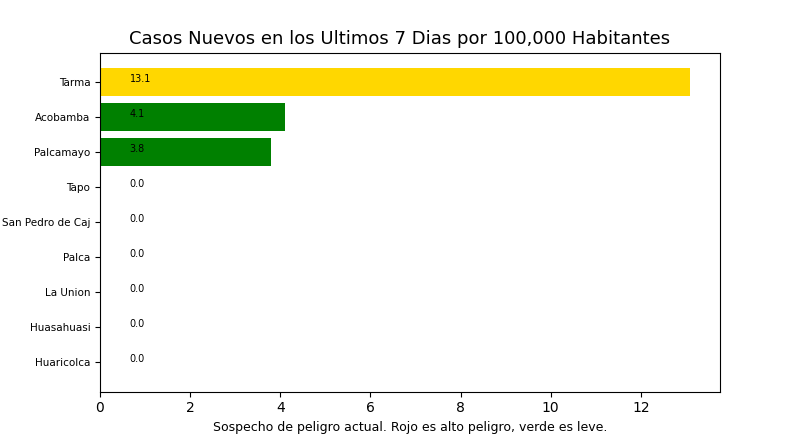 Casos Nuevos en los Ultimos 7 Dias por 100,000 Habitantes
Tarma 13.1
Acobamba 4.1
Palcamayo 3.8
Tapo 0.0
San Pedro de Caj 0.0
Palca 0.0
La Union 0.0
Huasahuasi 0.0
Huaricolca 0.0
0 2 4 6 8 10 12
Sospecho de peligro actual. Rojo es alto peligro, verde es leve.